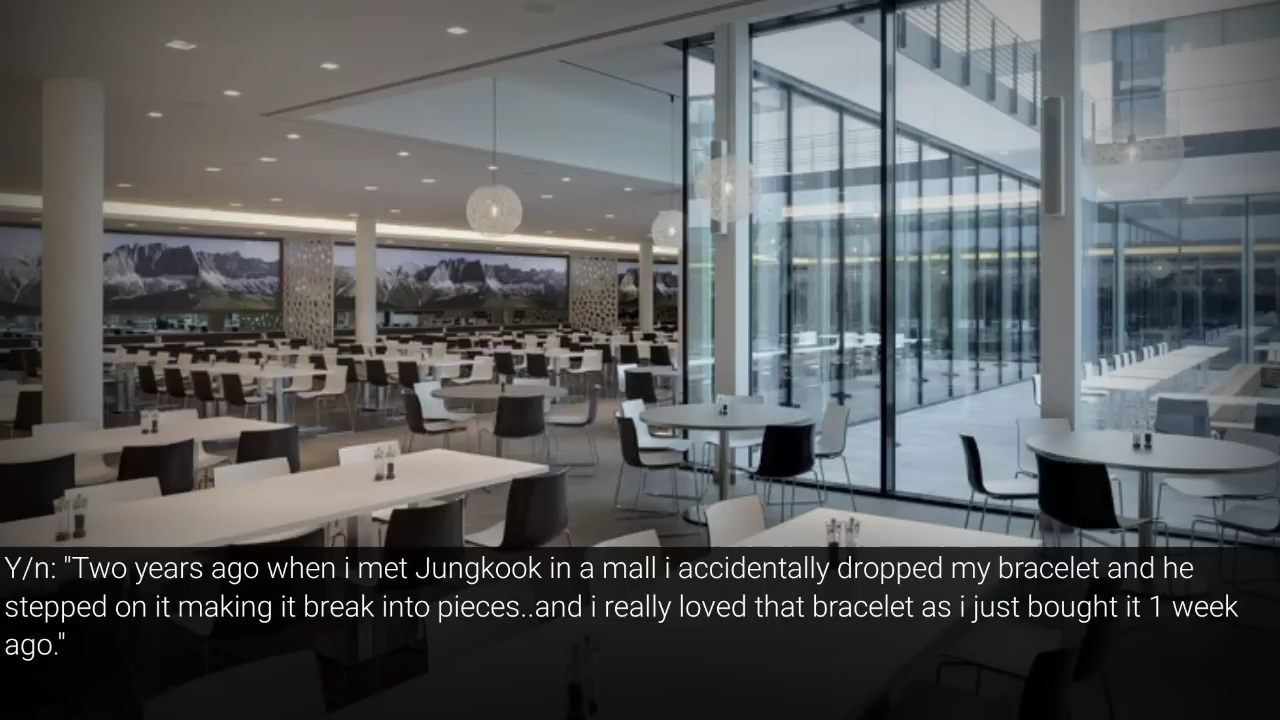 Y/n: "Two years ago when i met Jungkook in a mall i accidentally dropped my bracelet and he
stepped on it making it break into pieces..and i really loved that bracelet as i just bought it 1 week
ago."